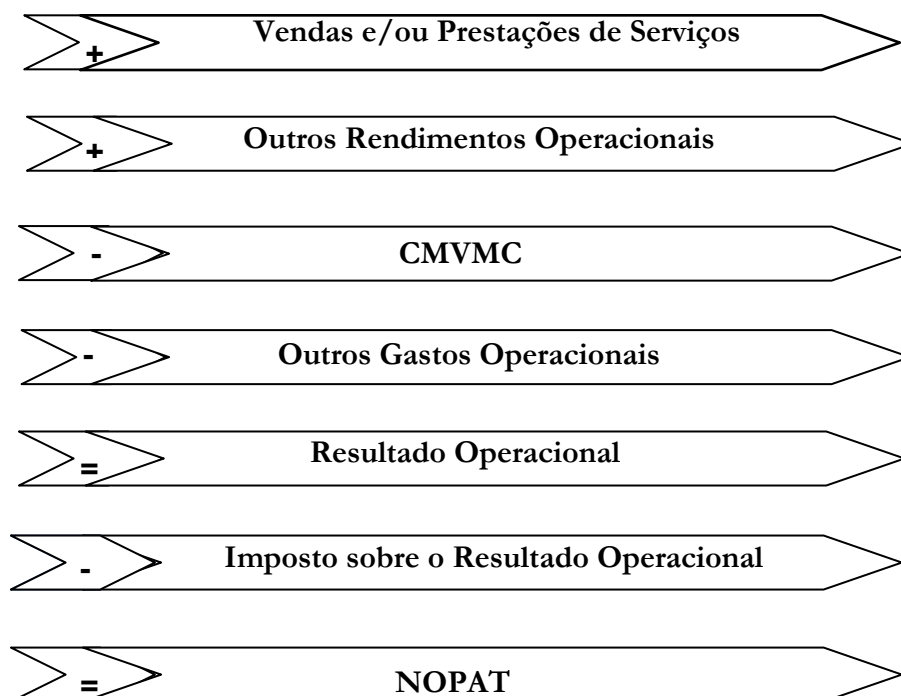 + Vendas e/ou Prestações de Serviços
+ Outros Rendimentos Operacionais
- CMVMC
- Outros Gastos Operacionais
= Resultado Operacional
- Imposto sobre o Resultado Operacional
= NOPAT